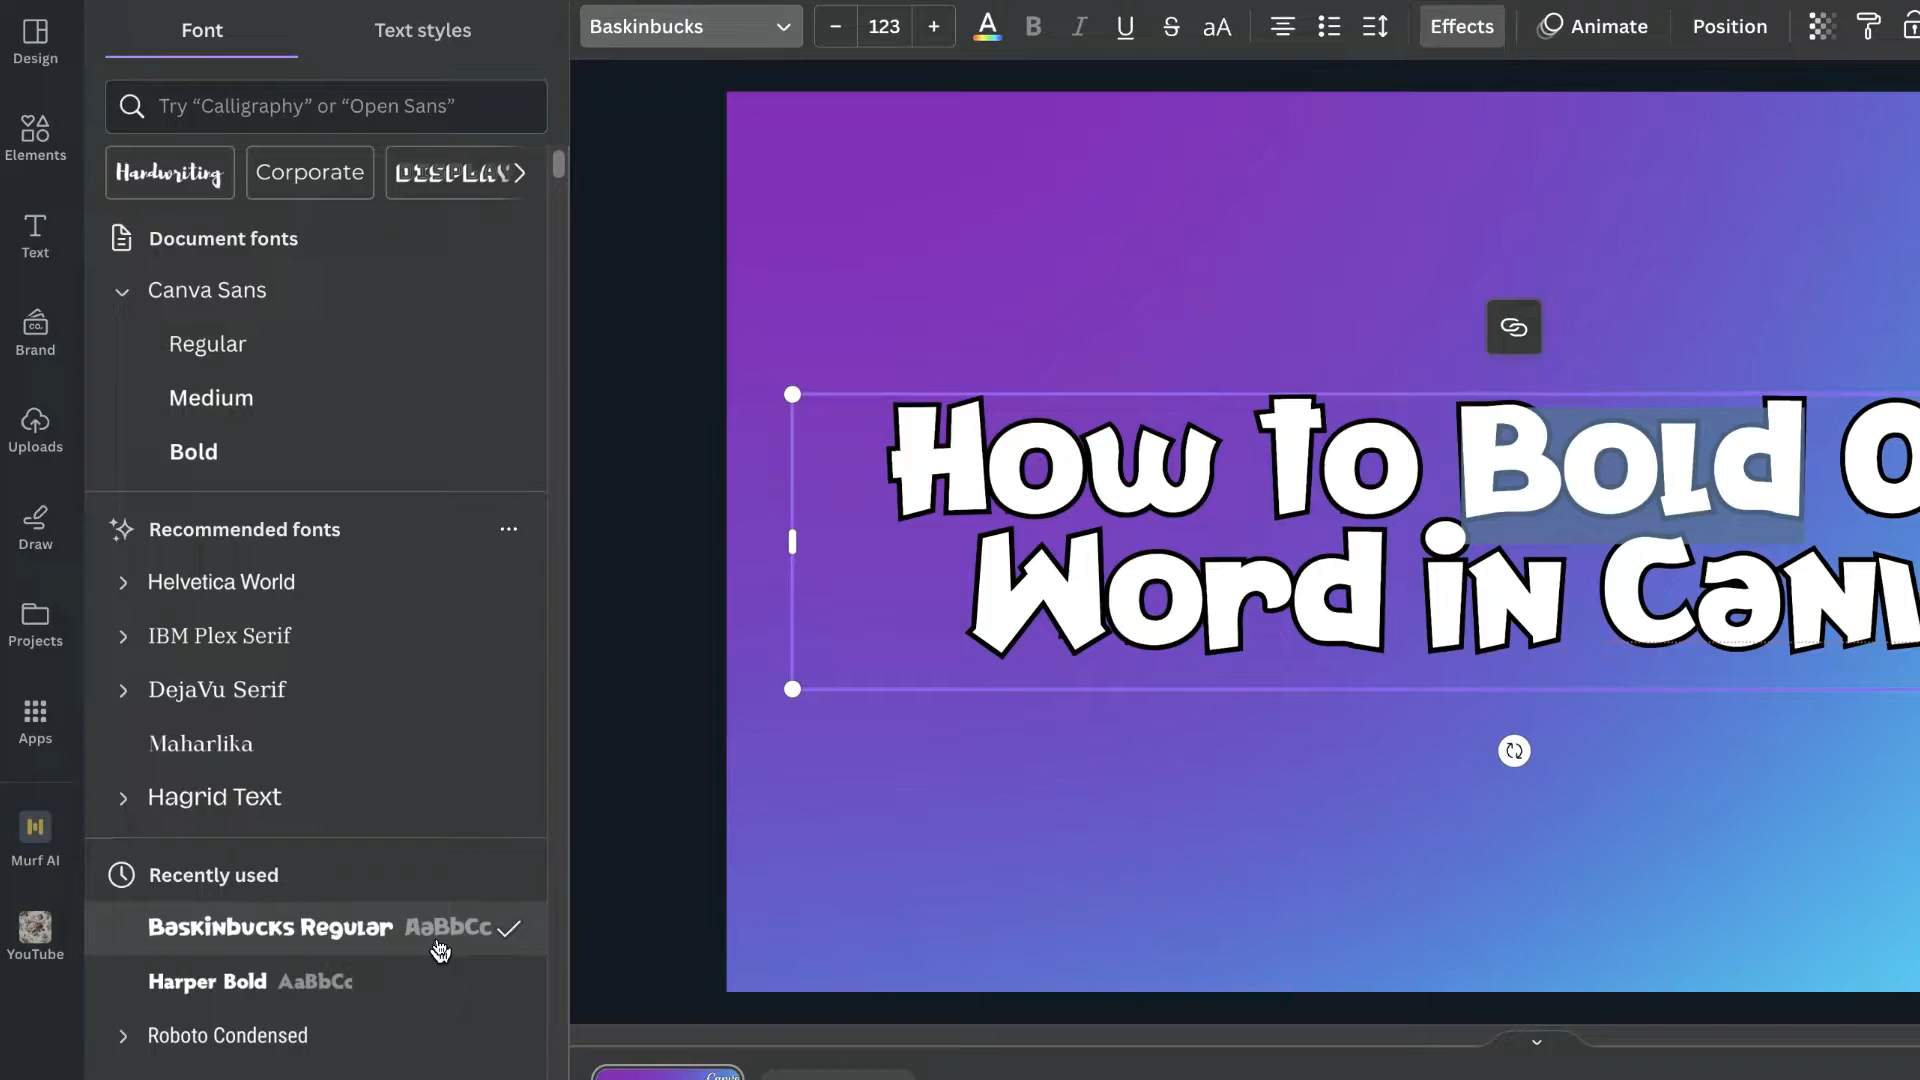 Design
Elements
Text
Brand
co.
Uploads
Draw
Projects
Apps
Murf AI
YouTube
Font
Text styles
Try “Calligraphy” or “Open Sans”
Handwriting
Corporate
DISPLAY
Document fonts
Canva Sans
Regular
Medium
Bold
Recommended fonts
Helvetica World
IBM Plex Serif
DejaVu Serif
Maharlika
Hagrid Text
Recently used
Baskinbucks Regular AaBbCc
Harper Bold AaBbCc
Roboto Condensed
Baskinbucks
− 123 +
A B I U S aA
Effects
Animate
Position
How to Bold O
Word in Canv
Canva